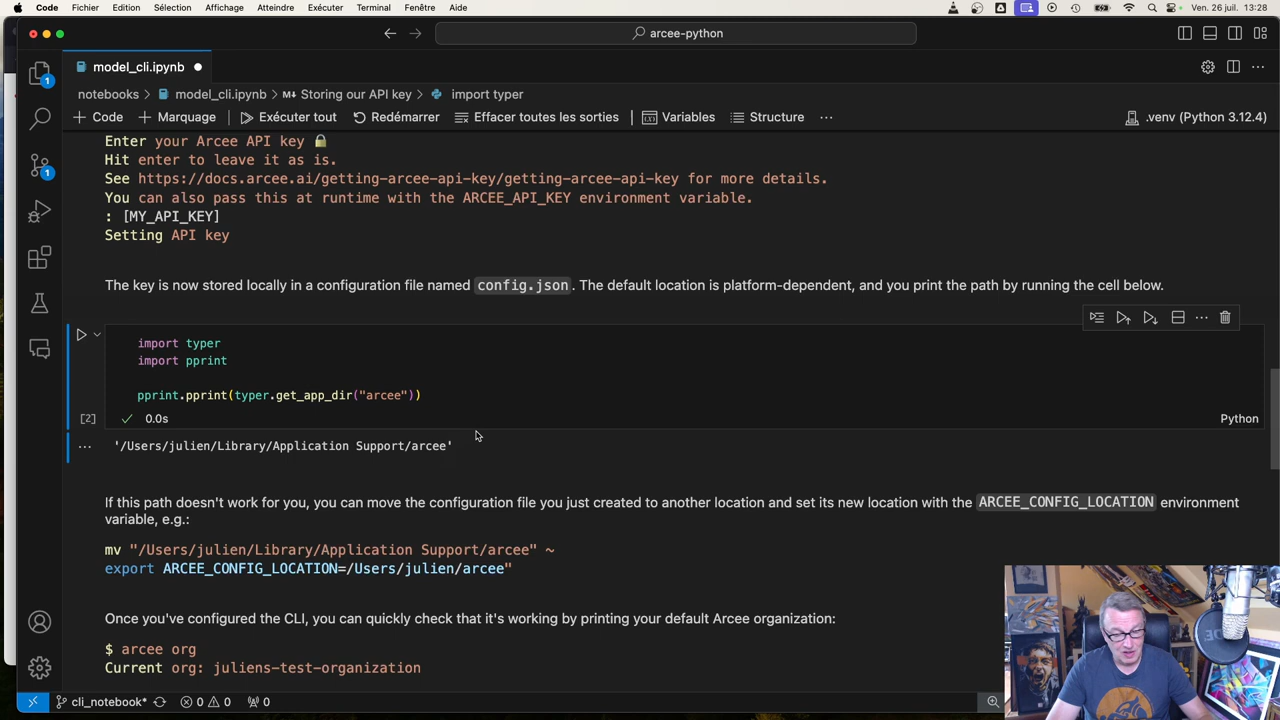 Code Fichier Edition Sélection Affichage Atteindre Exécuter Terminal Fenêtre Aide Ven. 26 juil. 13:28
arcee-python
model_cli.ipynb
notebooks > model_cli.ipynb > Storing our API key > import typer
+ Code + Marquage Exécuter tout Redémarrer Effacer toutes les sorties Variables Structure ... .venv (Python 3.12.4)
Enter your Arcee API key 🔒
Hit enter to leave it as is.
See https://docs.arcee.ai/getting-arcee-api-key/getting-arcee-api-key for more details.
You can also pass this at runtime with the ARCEE_API_KEY environment variable.
: [MY_API_KEY]
Setting API key
The key is now stored locally in a configuration file named config.json. The default location is platform-dependent, and you print the path by running the cell below.
import typer
import pprint
pprint.pprint(typer.get_app_dir("arcee"))
[2] 0.0s Python
'/Users/julien/Library/Application Support/arcee'
If this path doesn't work for you, you can move the configuration file you just created to another location and set its new location with the ARCEE_CONFIG_LOCATION environment
variable, e.g.:
mv "/Users/julien/Library/Application Support/arcee" ~
export ARCEE_CONFIG_LOCATION=/Users/julien/arcee"
Once you've configured the CLI, you can quickly check that it's working by printing your default Arcee organization:
$ arcee org
Current org: juliens-test-organization
cli_notebook* 0 0 0